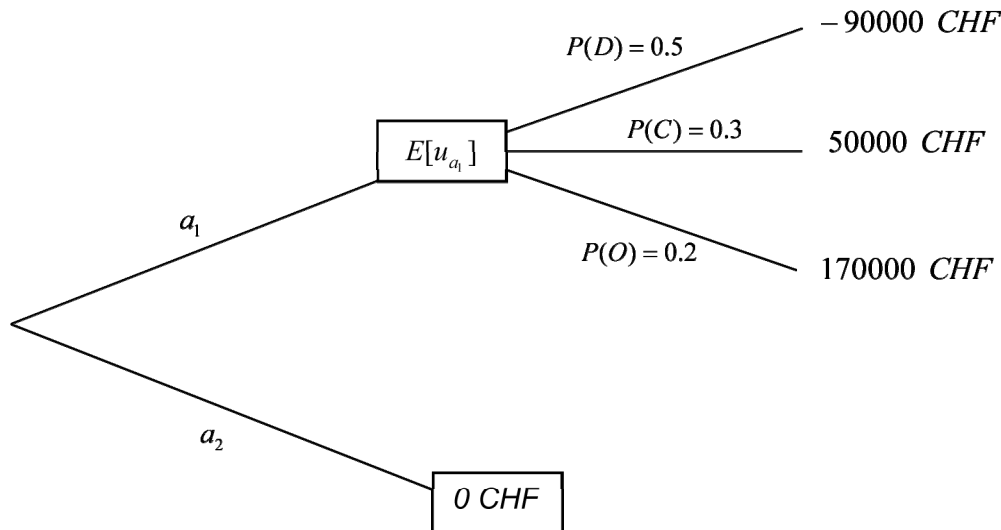 −90000 CHF
P(D) = 0.5
P(C) = 0.3
50000 CHF
E[u_{a_1}]
a_1
P(O) = 0.2
170000 CHF
a_2
0 CHF